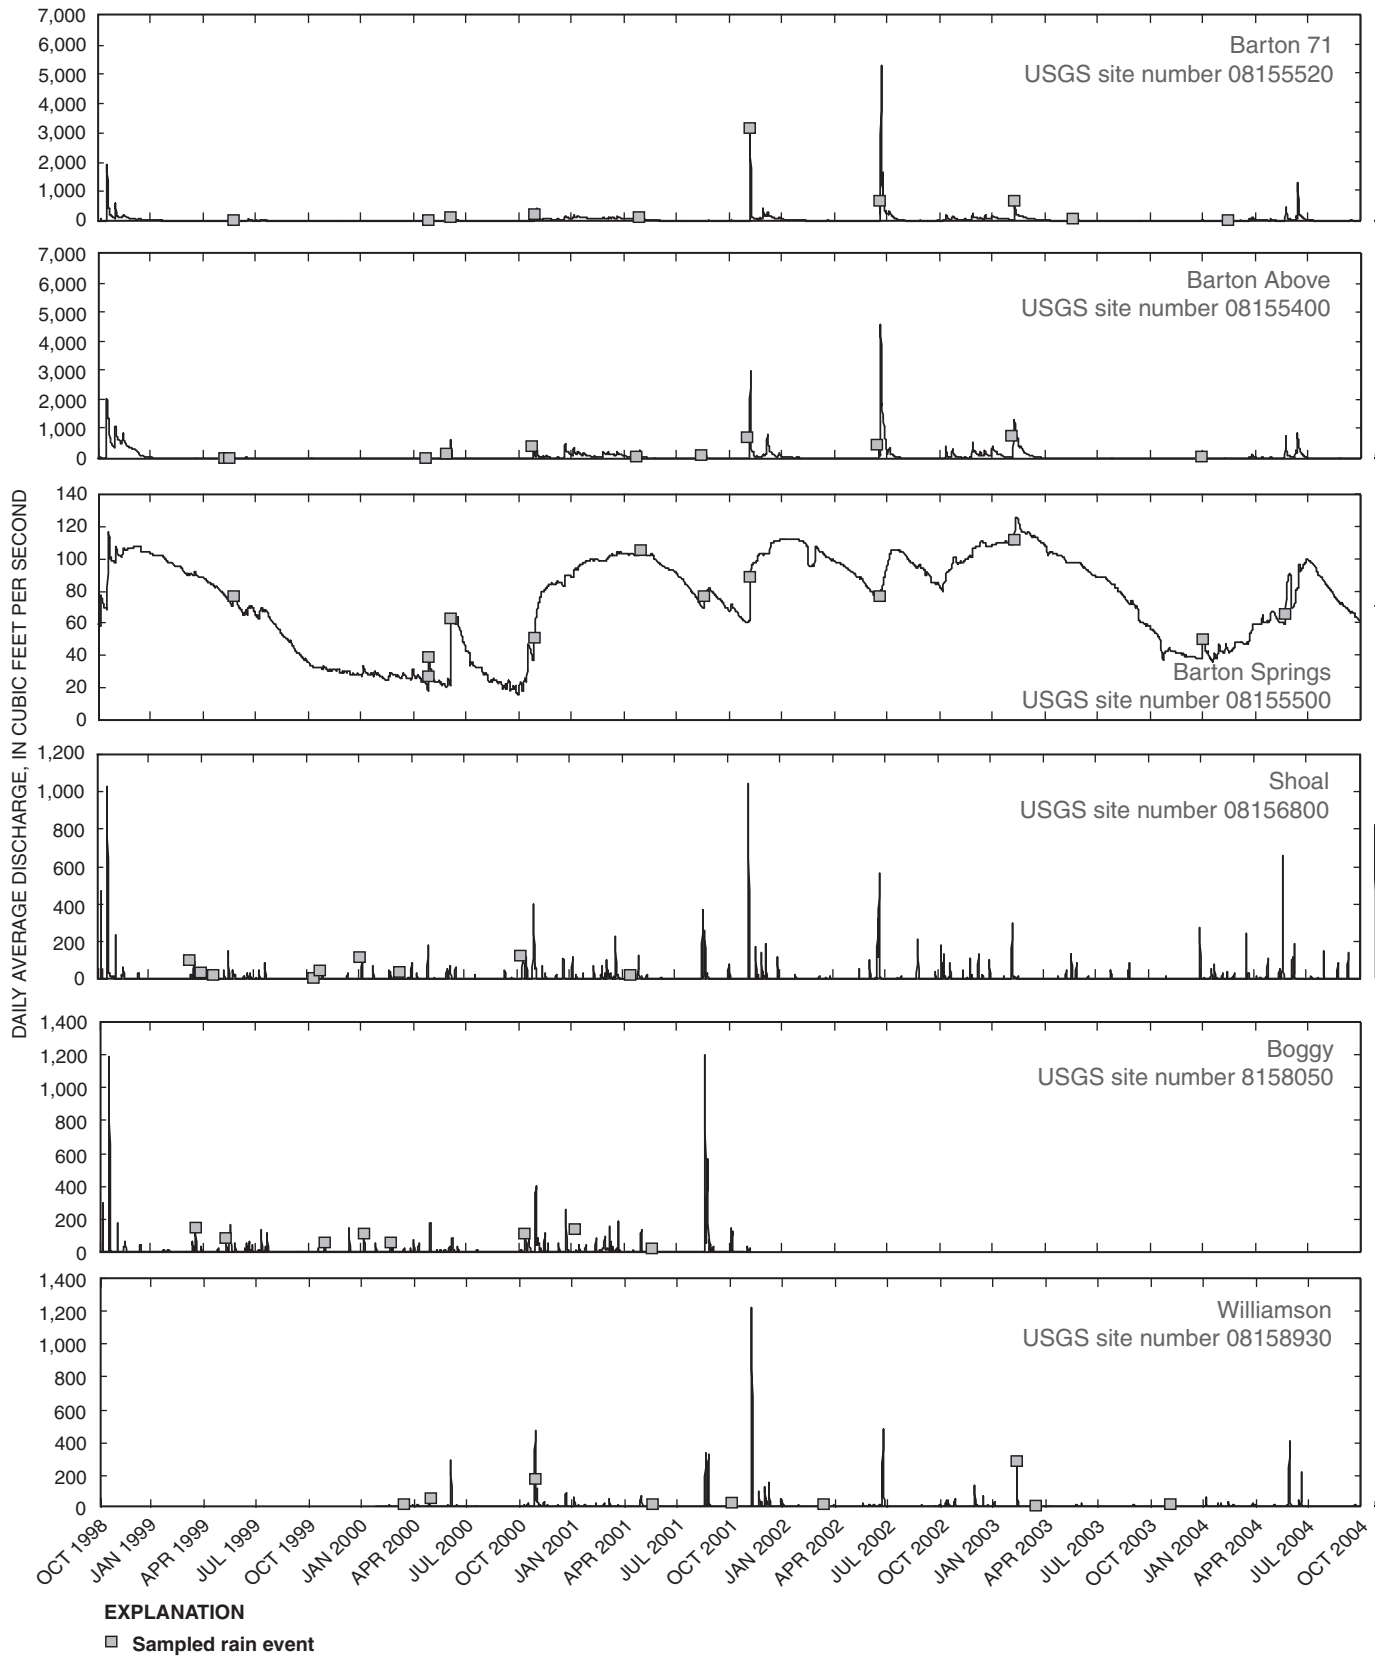 DAILY AVERAGE DISCHARGE, IN CUBIC FEET PER SECOND
7,000
6,000
5,000
4,000
3,000
2,000
1,000
0
Barton 71
USGS site number 08155520
7,000
6,000
5,000
4,000
3,000
2,000
1,000
0
Barton Above
USGS site number 08155400
140
120
100
80
60
40
20
0
Barton Springs
USGS site number 08155500
1,200
1,000
800
600
400
200
0
Shoal
USGS site number 08156800
1,400
1,200
1,000
800
600
400
200
0
Boggy
USGS site number 8158050
1,400
1,200
1,000
800
600
400
200
0
Williamson
USGS site number 08158930
OCT 1998
JAN 1999
APR 1999
JUL 1999
OCT 1999
JAN 2000
APR 2000
JUL 2000
OCT 2000
JAN 2001
APR 2001
JUL 2001
OCT 2001
JAN 2002
APR 2002
JUL 2002
OCT 2002
JAN 2003
APR 2003
JUL 2003
OCT 2003
JAN 2004
APR 2004
JUL 2004
OCT 2004
EXPLANATION
Sampled rain event